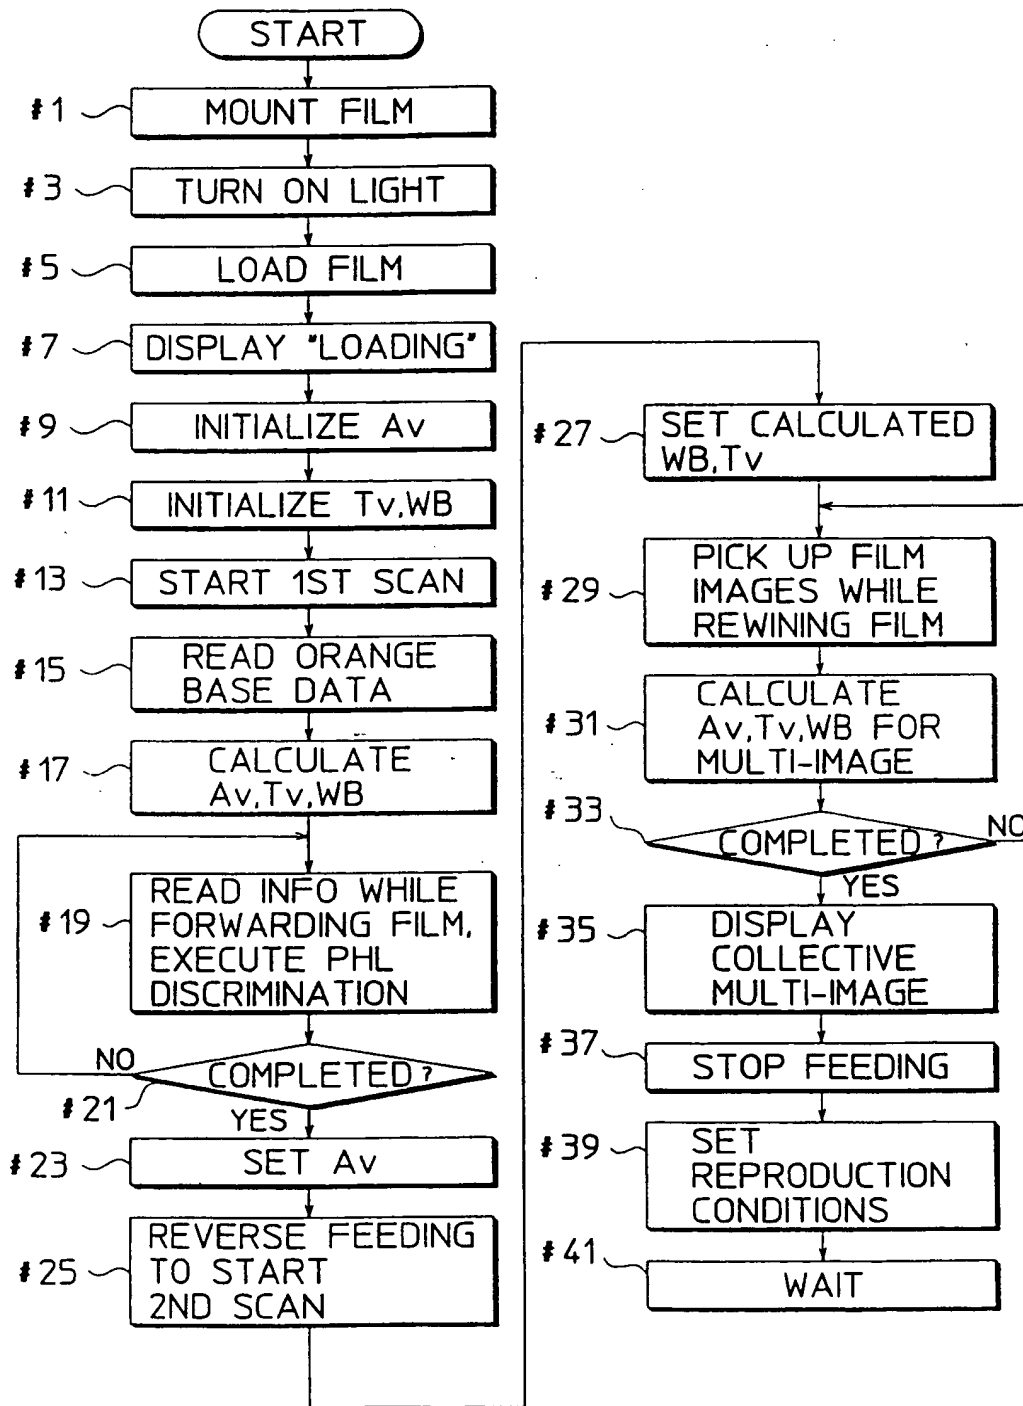 START
#1
MOUNT FILM
#3
TURN ON LIGHT
#5
LOAD FILM
#7
DISPLAY "LOADING"
#9
INITIALIZE Av
#11
INITIALIZE Tv,WB
#13
START 1ST SCAN
#15
READ ORANGE
BASE DATA
#17
CALCULATE
Av,Tv,WB
#19
READ INFO WHILE
FORWARDING FILM,
EXECUTE PHL
DISCRIMINATION
NO
COMPLETED ?
#21
YES
#23
SET Av
#25
REVERSE FEEDING
TO START
2ND SCAN
#27
SET CALCULATED
WB,Tv
#29
PICK UP FILM
IMAGES WHILE
REWINING FILM
#31
CALCULATE
Av,Tv,WB FOR
MULTI-IMAGE
#33
COMPLETED ?
NO
YES
#35
DISPLAY
COLLECTIVE
MULTI-IMAGE
#37
STOP FEEDING
#39
SET
REPRODUCTION
CONDITIONS
#41
WAIT